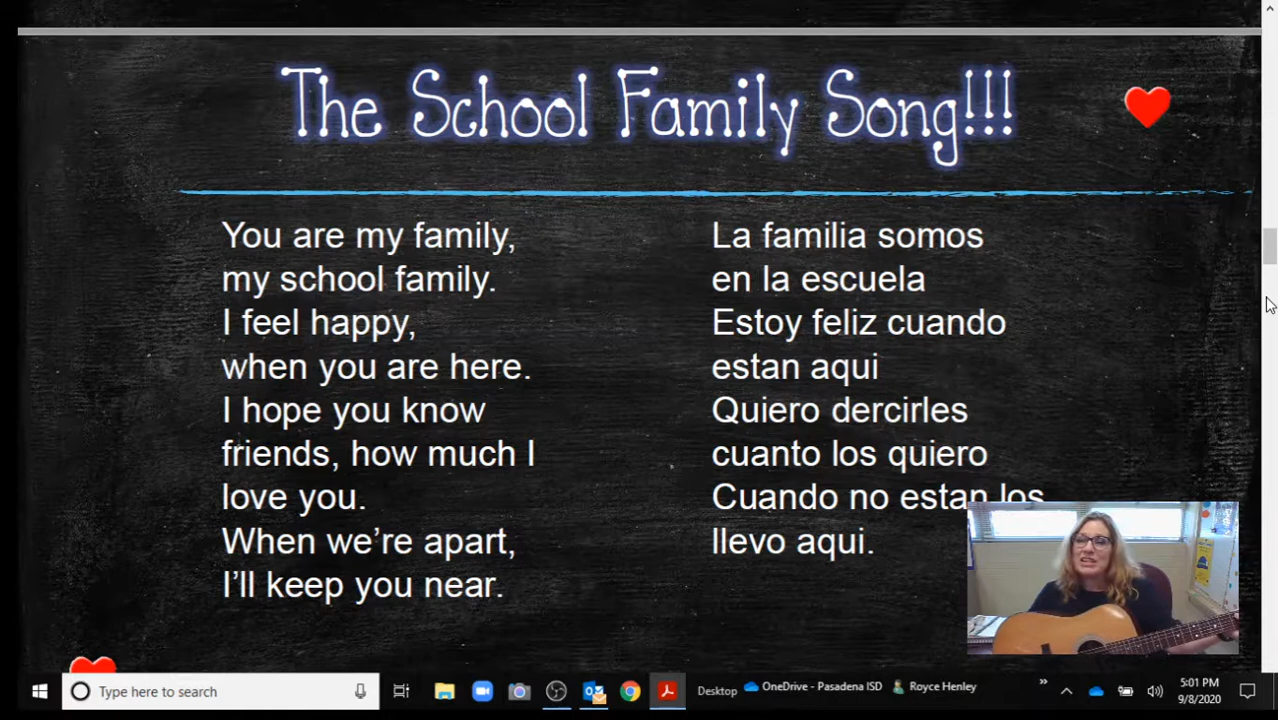 The School Family Song!!!
You are my family,
my school family.
I feel happy,
when you are here.
I hope you know
friends, how much I
love you.
When we’re apart,
I’ll keep you near.
La familia somos
en la escuela
Estoy feliz cuando
estan aqui
Quiero dercirles
cuanto los quiero
Cuando no estan los
llevo aqui.
Type here to search
Desktop
OneDrive - Pasadena ISD
Royce Henley
5:01 PM
9/8/2020